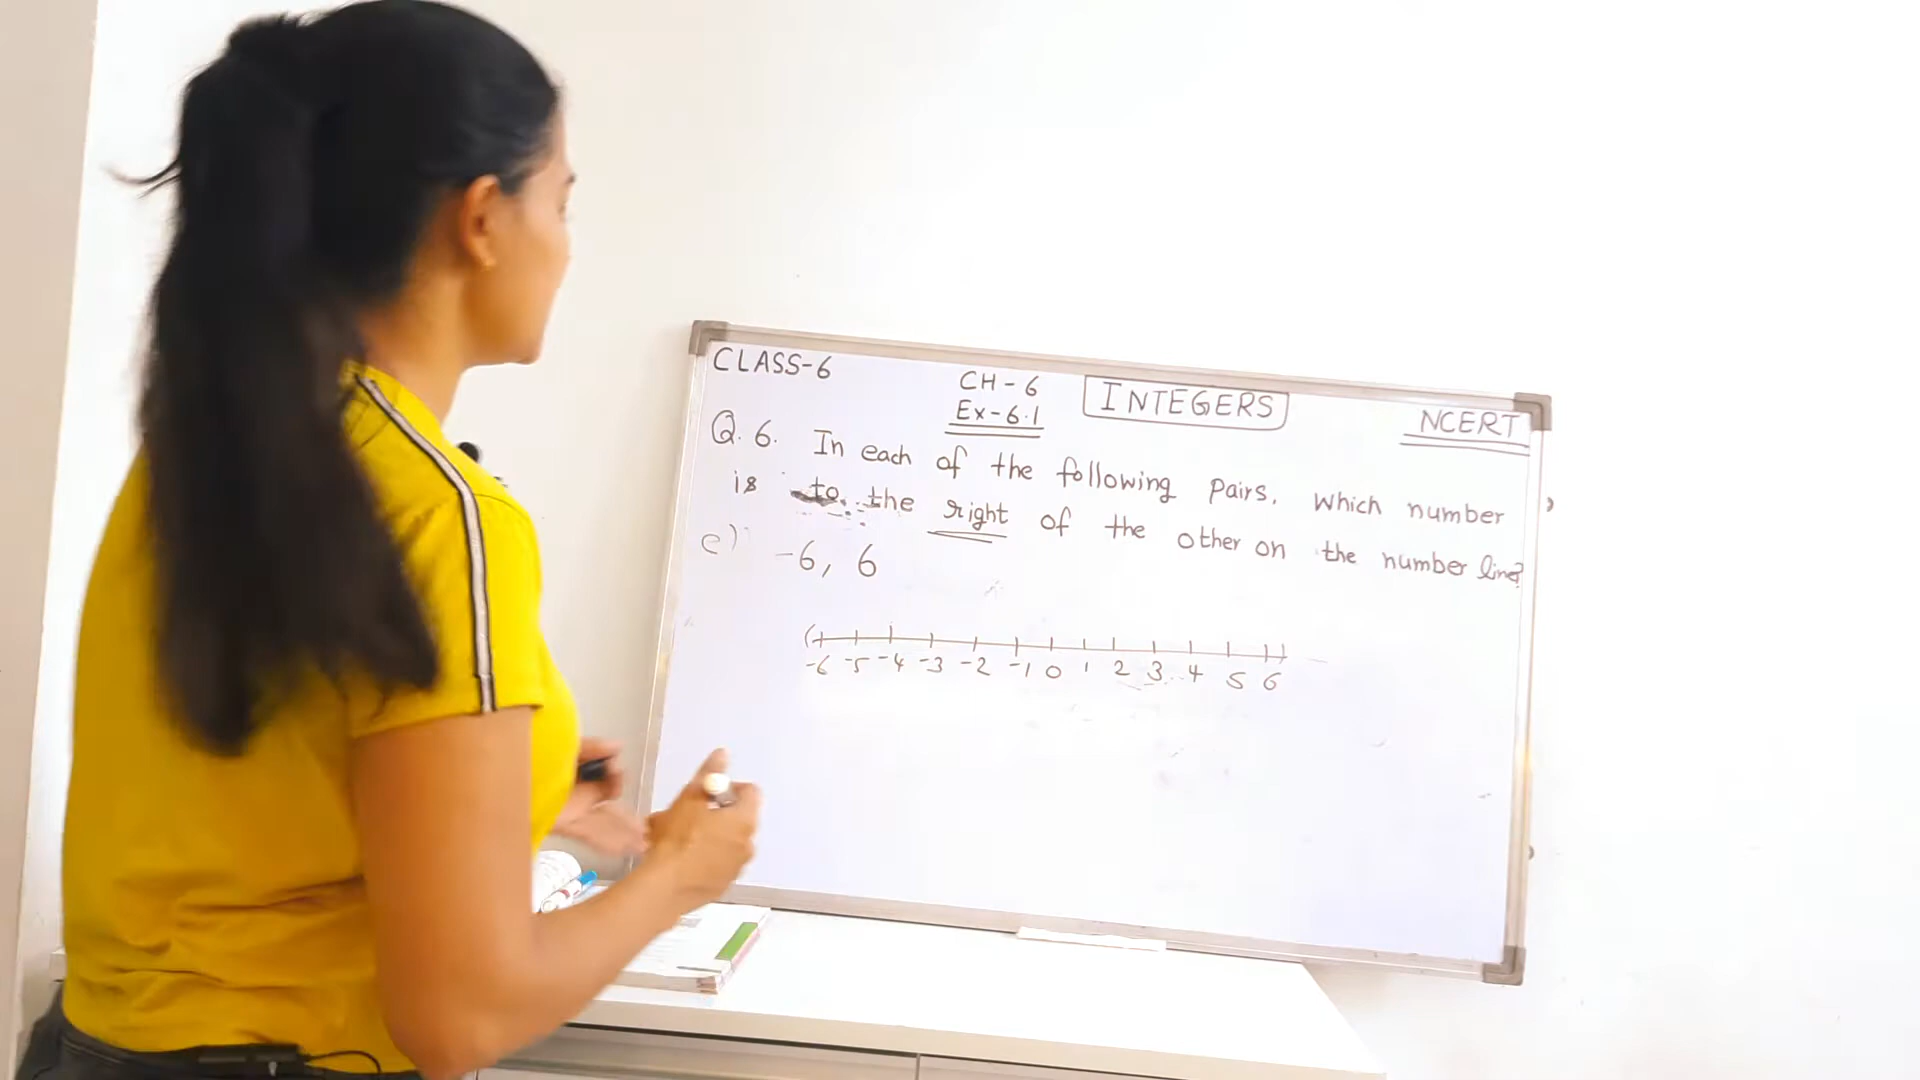 CLASS-6
CH-6
Ex-6.1
INTEGERS
NCERT
Q.6. In each of the following pairs, which number
is to the right of the other on the number line?
e) -6, 6
-6 -5 -4 -3 -2 -1 0 1 2 3 4 5 6